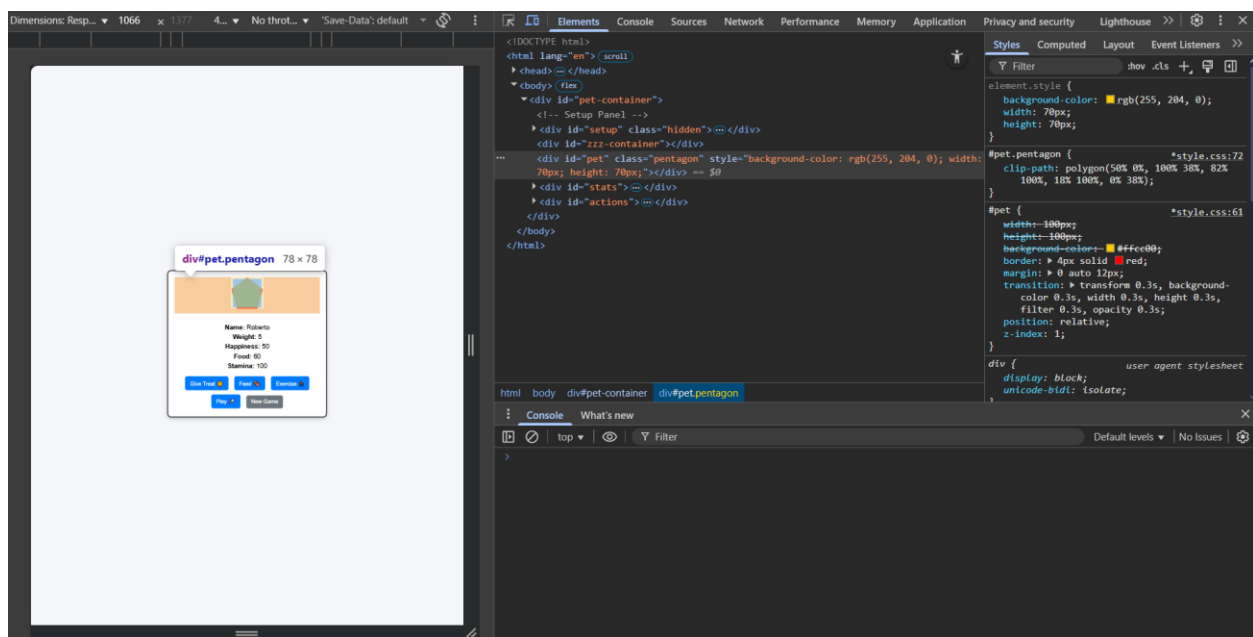 Dimensions: Resp... ▼ 1066 x 1377 4... ▼ No throt... ▼ 'Save-Data': default
Elements Console Sources Network Performance Memory Application Privacy and security Lighthouse
<!DOCTYPE html>
<html lang="en"> scroll
<head> ⋯ </head>
<body> flex
<div id="pet-container">
<!-- Setup Panel -->
<div id="setup" class="hidden"> ⋯ </div>
<div id="zzz-container"></div>
<div id="pet" class="pentagon" style="background-color: rgb(255, 204, 0); width:
70px; height: 70px;"></div> == $0
<div id="stats"> ⋯ </div>
<div id="actions"> ⋯ </div>
</div>
</body>
</html>
div#pet.pentagon 78 × 78
Name: Roberto
Weight: 5
Happiness: 50
Food: 60
Stamina: 100
Give Treat Feed Exercise
Play New Game
html body div#pet-container div#pet.pentagon
Styles Computed Layout Event Listeners
Filter :hov .cls
element.style {
background-color: rgb(255, 204, 0);
width: 70px;
height: 70px;
}
#pet.pentagon { *style.css:72
clip-path: polygon(50% 0%, 100% 38%, 82%
100%, 18% 100%, 0% 38%);
}
#pet { *style.css:61
width: 100px;
height: 100px;
background-color: #ffcc00;
border: 4px solid red;
margin: 0 auto 12px;
transition: transform 0.3s, background-
color 0.3s, width 0.3s, height 0.3s,
filter 0.3s, opacity 0.3s;
position: relative;
z-index: 1;
}
div { user agent stylesheet
display: block;
unicode-bidi: isolate;
Console What's new
top ▼ Filter Default levels ▼ No Issues